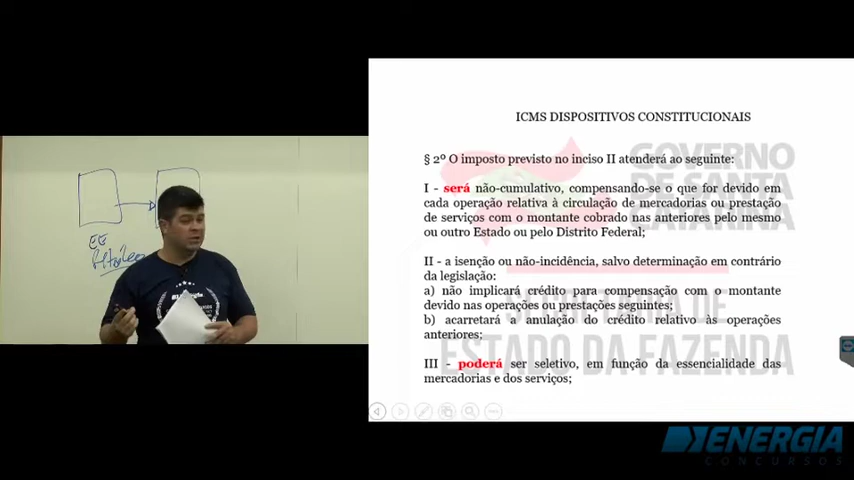 ICMS DISPOSITIVOS CONSTITUCIONAIS
§ 2º O imposto previsto no inciso II atenderá ao seguinte:
I - será não-cumulativo, compensando-se o que for devido em
cada operação relativa à circulação de mercadorias ou prestação
de serviços com o montante cobrado nas anteriores pelo mesmo
ou outro Estado ou pelo Distrito Federal;
II - a isenção ou não-incidência, salvo determinação em contrário
da legislação:
a) não implicará crédito para compensação com o montante
devido nas operações ou prestações seguintes;
b) acarretará a anulação do crédito relativo às operações
anteriores;
III - poderá ser seletivo, em função da essencialidade das
mercadorias e dos serviços;
GOVERNO
DE SANTA
CATARINA
SECRETARIA DE
ESTADO DA FAZENDA
EE
Petróleo
ENERGIA
ENERGIA
CONCURSOS